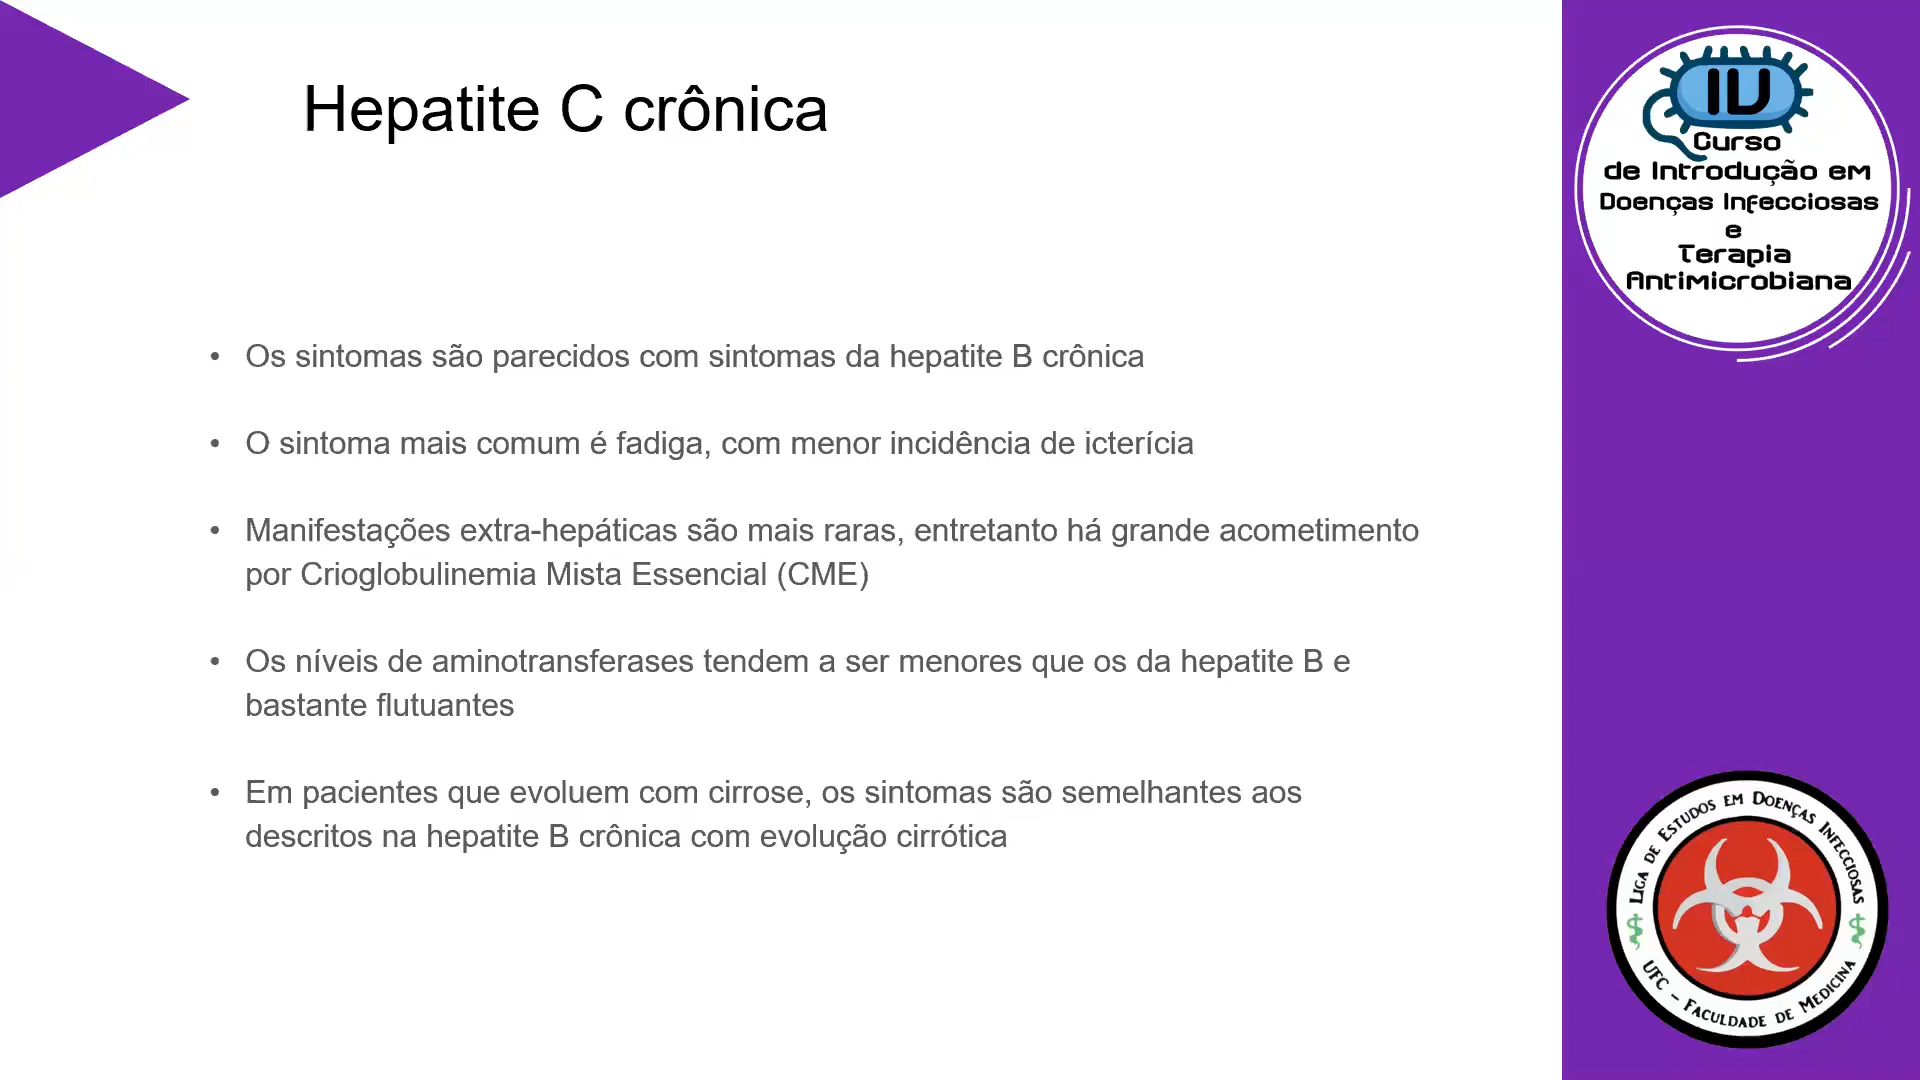 Hepatite C crônica
• Os sintomas são parecidos com sintomas da hepatite B crônica
• O sintoma mais comum é fadiga, com menor incidência de icterícia
• Manifestações extra-hepáticas são mais raras, entretanto há grande acometimento
por Crioglobulinemia Mista Essencial (CME)
• Os níveis de aminotransferases tendem a ser menores que os da hepatite B e
bastante flutuantes
• Em pacientes que evoluem com cirrose, os sintomas são semelhantes aos
descritos na hepatite B crônica com evolução cirrótica
IV
Curso
de Introdução em
Doenças Infecciosas
e
Terapia
Antimicrobiana
Liga de Estudos em Doenças Infecciosas
UFC - Faculdade de Medicina